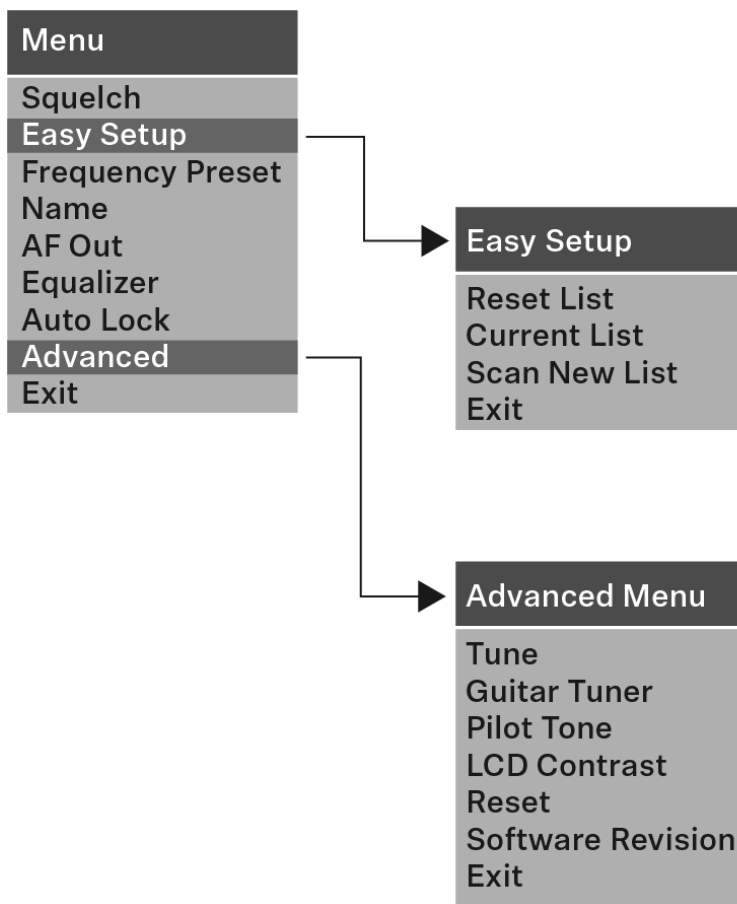 Menu
Squelch
Easy Setup
Frequency Preset
Name
AF Out
Equalizer
Auto Lock
Advanced
Exit
Easy Setup
Reset List
Current List
Scan New List
Exit
Advanced Menu
Tune
Guitar Tuner
Pilot Tone
LCD Contrast
Reset
Software Revision
Exit